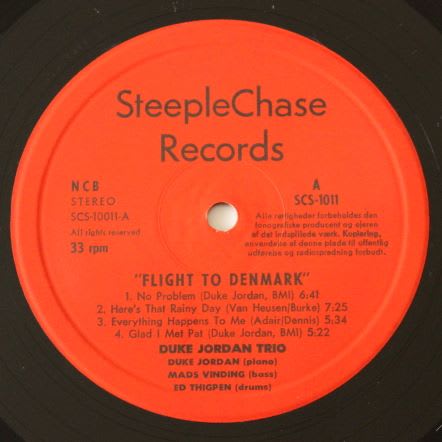 SteepleChase
Records
NCB
STEREO
SCS-10011-A
All rights reserved
33 rpm
A
SCS-1011
Alle rettigheder forbeholdes den
fonografiske producent og ejeren
af det indspillede værk. Kopiering,
anvendelse af denne plade til offentlig
udførelse og radiospredning forbudt.
"FLIGHT TO DENMARK"
1. No Problem (Duke Jordan, BMI) 6:41
2. Here's That Rainy Day (Van Heusen/Burke) 7:25
3. Everything Happens To Me (Adair/Dennis) 5:34
4. Glad I Met Pat (Duke Jordan, BMI) 5:22
DUKE JORDAN TRIO
DUKE JORDAN (piano)
MADS VINDING (bass)
ED THIGPEN (drums)